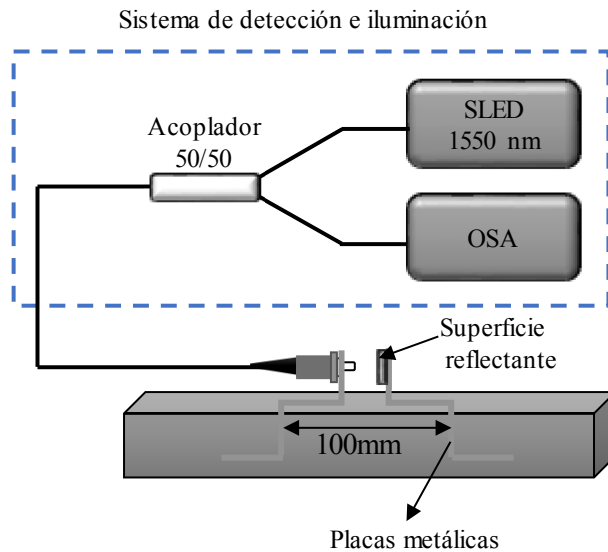 Sistema de detección e iluminación
SLED
1550 nm
Acoplador
50/50
OSA
Superficie
reflectante
100mm
Placas metálicas